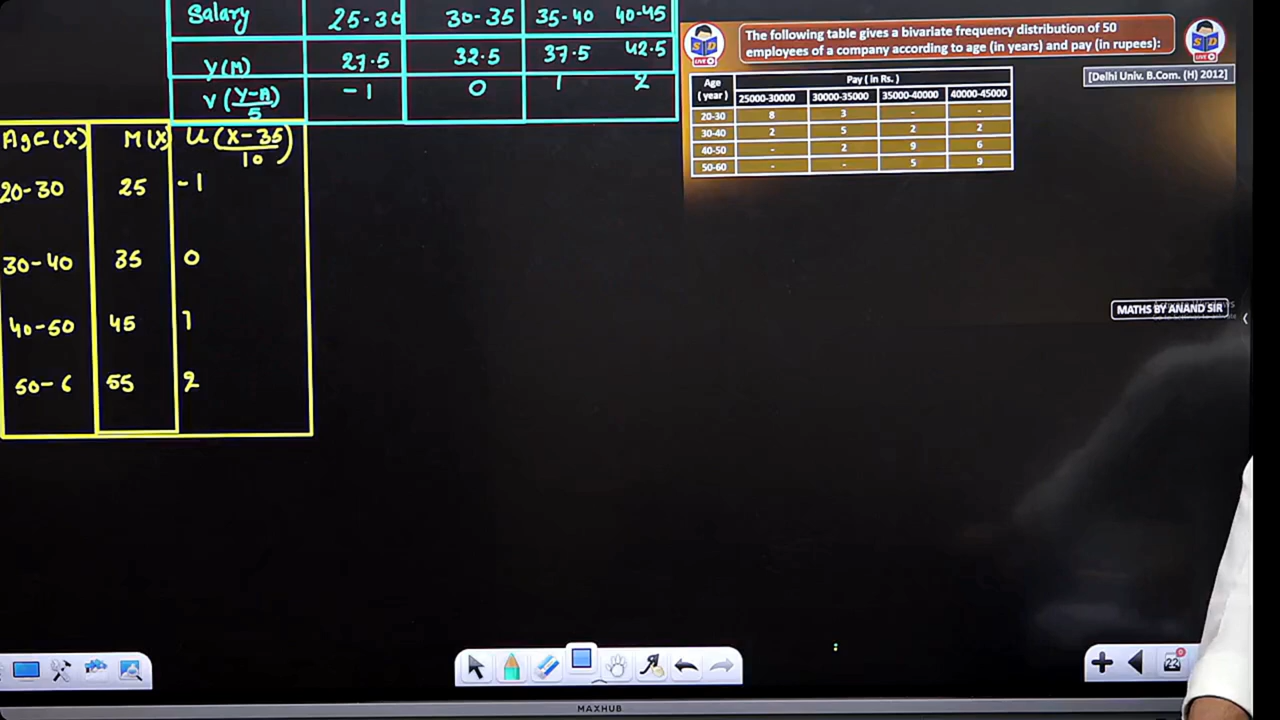 Salary 25-30 30-35 35-40 40-45
Y(M) 27.5 32.5 37.5 42.5
V(Y-A/5) -1 0 1 2
Age(X) M(X) U(X-35/10)
20-30 25 -1
30-40 35 0
40-50 45 1
50-6 55 2
The following table gives a bivariate frequency distribution of 50
employees of a company according to age (in years) and pay (in rupees):
[Delhi Univ. B.Com. (H) 2012]
Age (year) Pay ( in Rs. )
25000-30000 30000-35000 35000-40000 40000-45000
20-30 8 3 - -
30-40 2 5 2 2
40-50 - 2 9 6
50-60 - - 5 9
SD
LIVE
SD
LIVE
MATHS BY ANAND SIR
22
MAXHUB